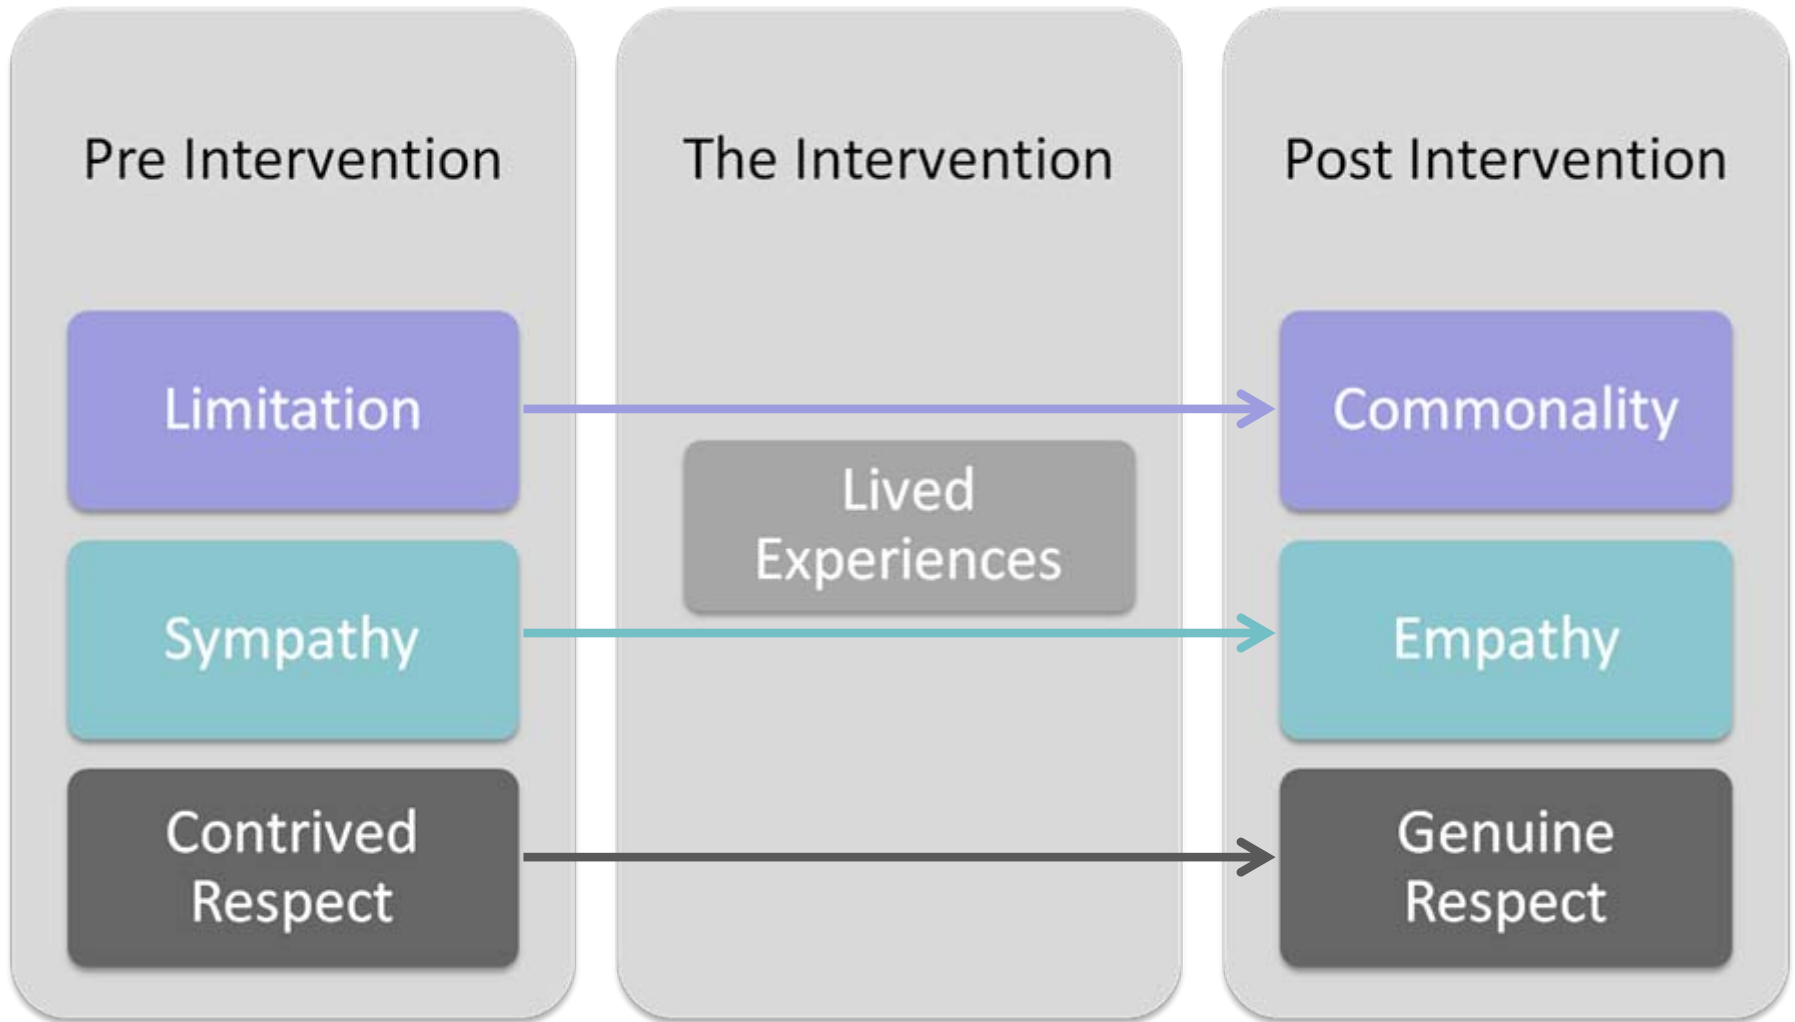 Pre Intervention
Limitation
Sympathy
Contrived
Respect
The Intervention
Lived
Experiences
Post Intervention
Commonality
Empathy
Genuine
Respect